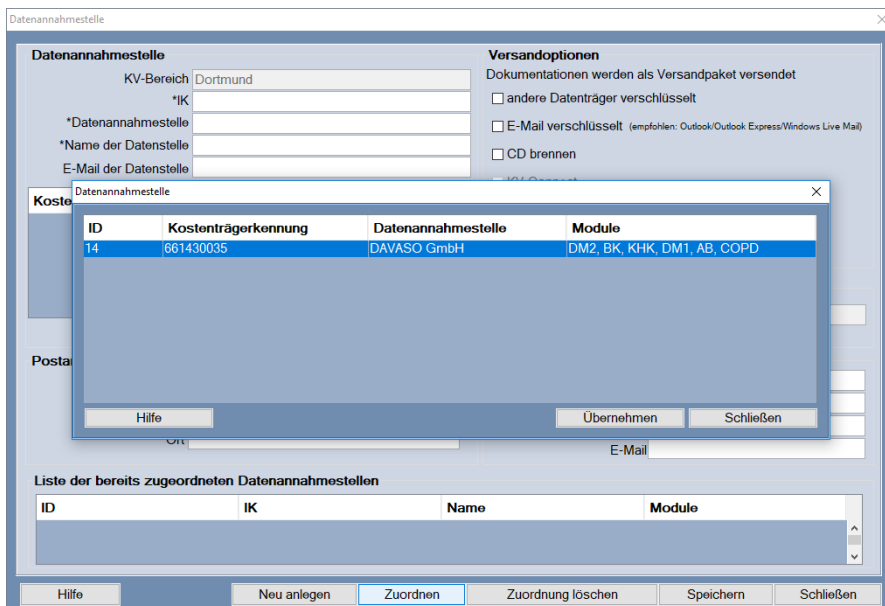 Datenannahmestelle
Datenannahmestelle
KV-Bereich Dortmund
*IK
*Datenannahmestelle
*Name der Datenstelle
E-Mail der Datenstelle
Versandoptionen
Dokumentationen werden als Versandpaket versendet
andere Datenträger verschlüsselt
E-Mail verschlüsselt (empfohlen: Outlook/Outlook Express/Windows Live Mail)
CD brennen
Koste
Datenannahmestelle
ID Kostenträgerkennung Datenannahmestelle Module
14 661430035 DAVASO GmbH DM2, BK, KHK, DM1, AB, COPD
Hilfe Übernehmen Schließen
Posta
Ort
E-Mail
Liste der bereits zugeordneten Datenannahmestellen
ID IK Name Module
Hilfe Neu anlegen Zuordnen Zuordnung löschen Speichern Schließen